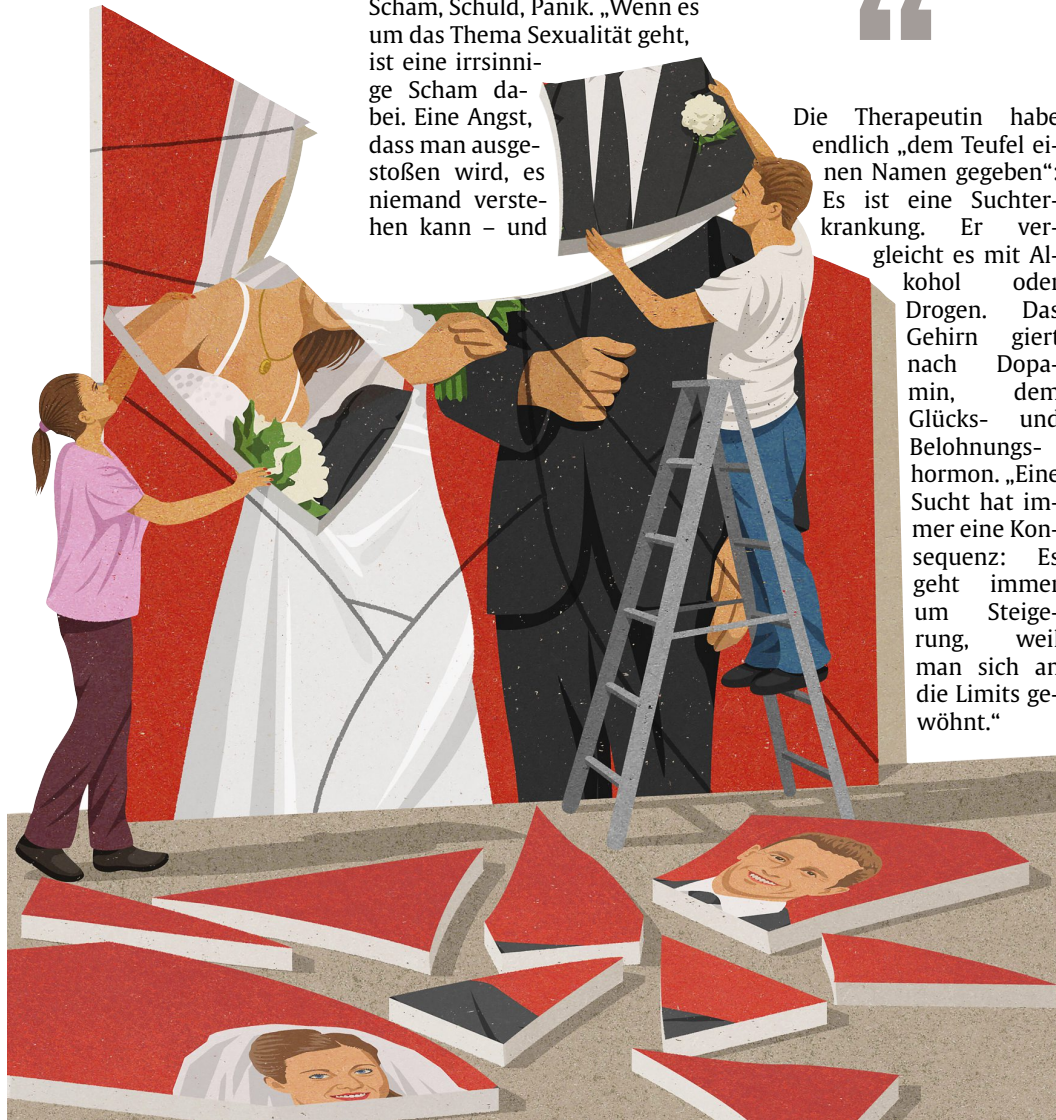 Scham, Schuld, Panik. „Wenn es
um das Thema Sexualität geht,
ist eine irrsinni-
ge Scham da-
bei. Eine Angst,
dass man ausge-
stoßen wird, es
niemand verste-
hen kann – und
“
Die Therapeutin habe
endlich „dem Teufel ei-
nen Namen gegeben“:
Es ist eine Suchter-
krankung. Er ver-
gleicht es mit Al-
kohol oder
Drogen. Das
Gehirn giert
nach Dopa-
min, dem
Glücks- und
Belohnungs-
hormon. „Eine
Sucht hat im-
mer eine Kon-
sequenz: Es
geht immer
um Steige-
rung, weil
man sich an
die Limits ge-
wöhnt.“